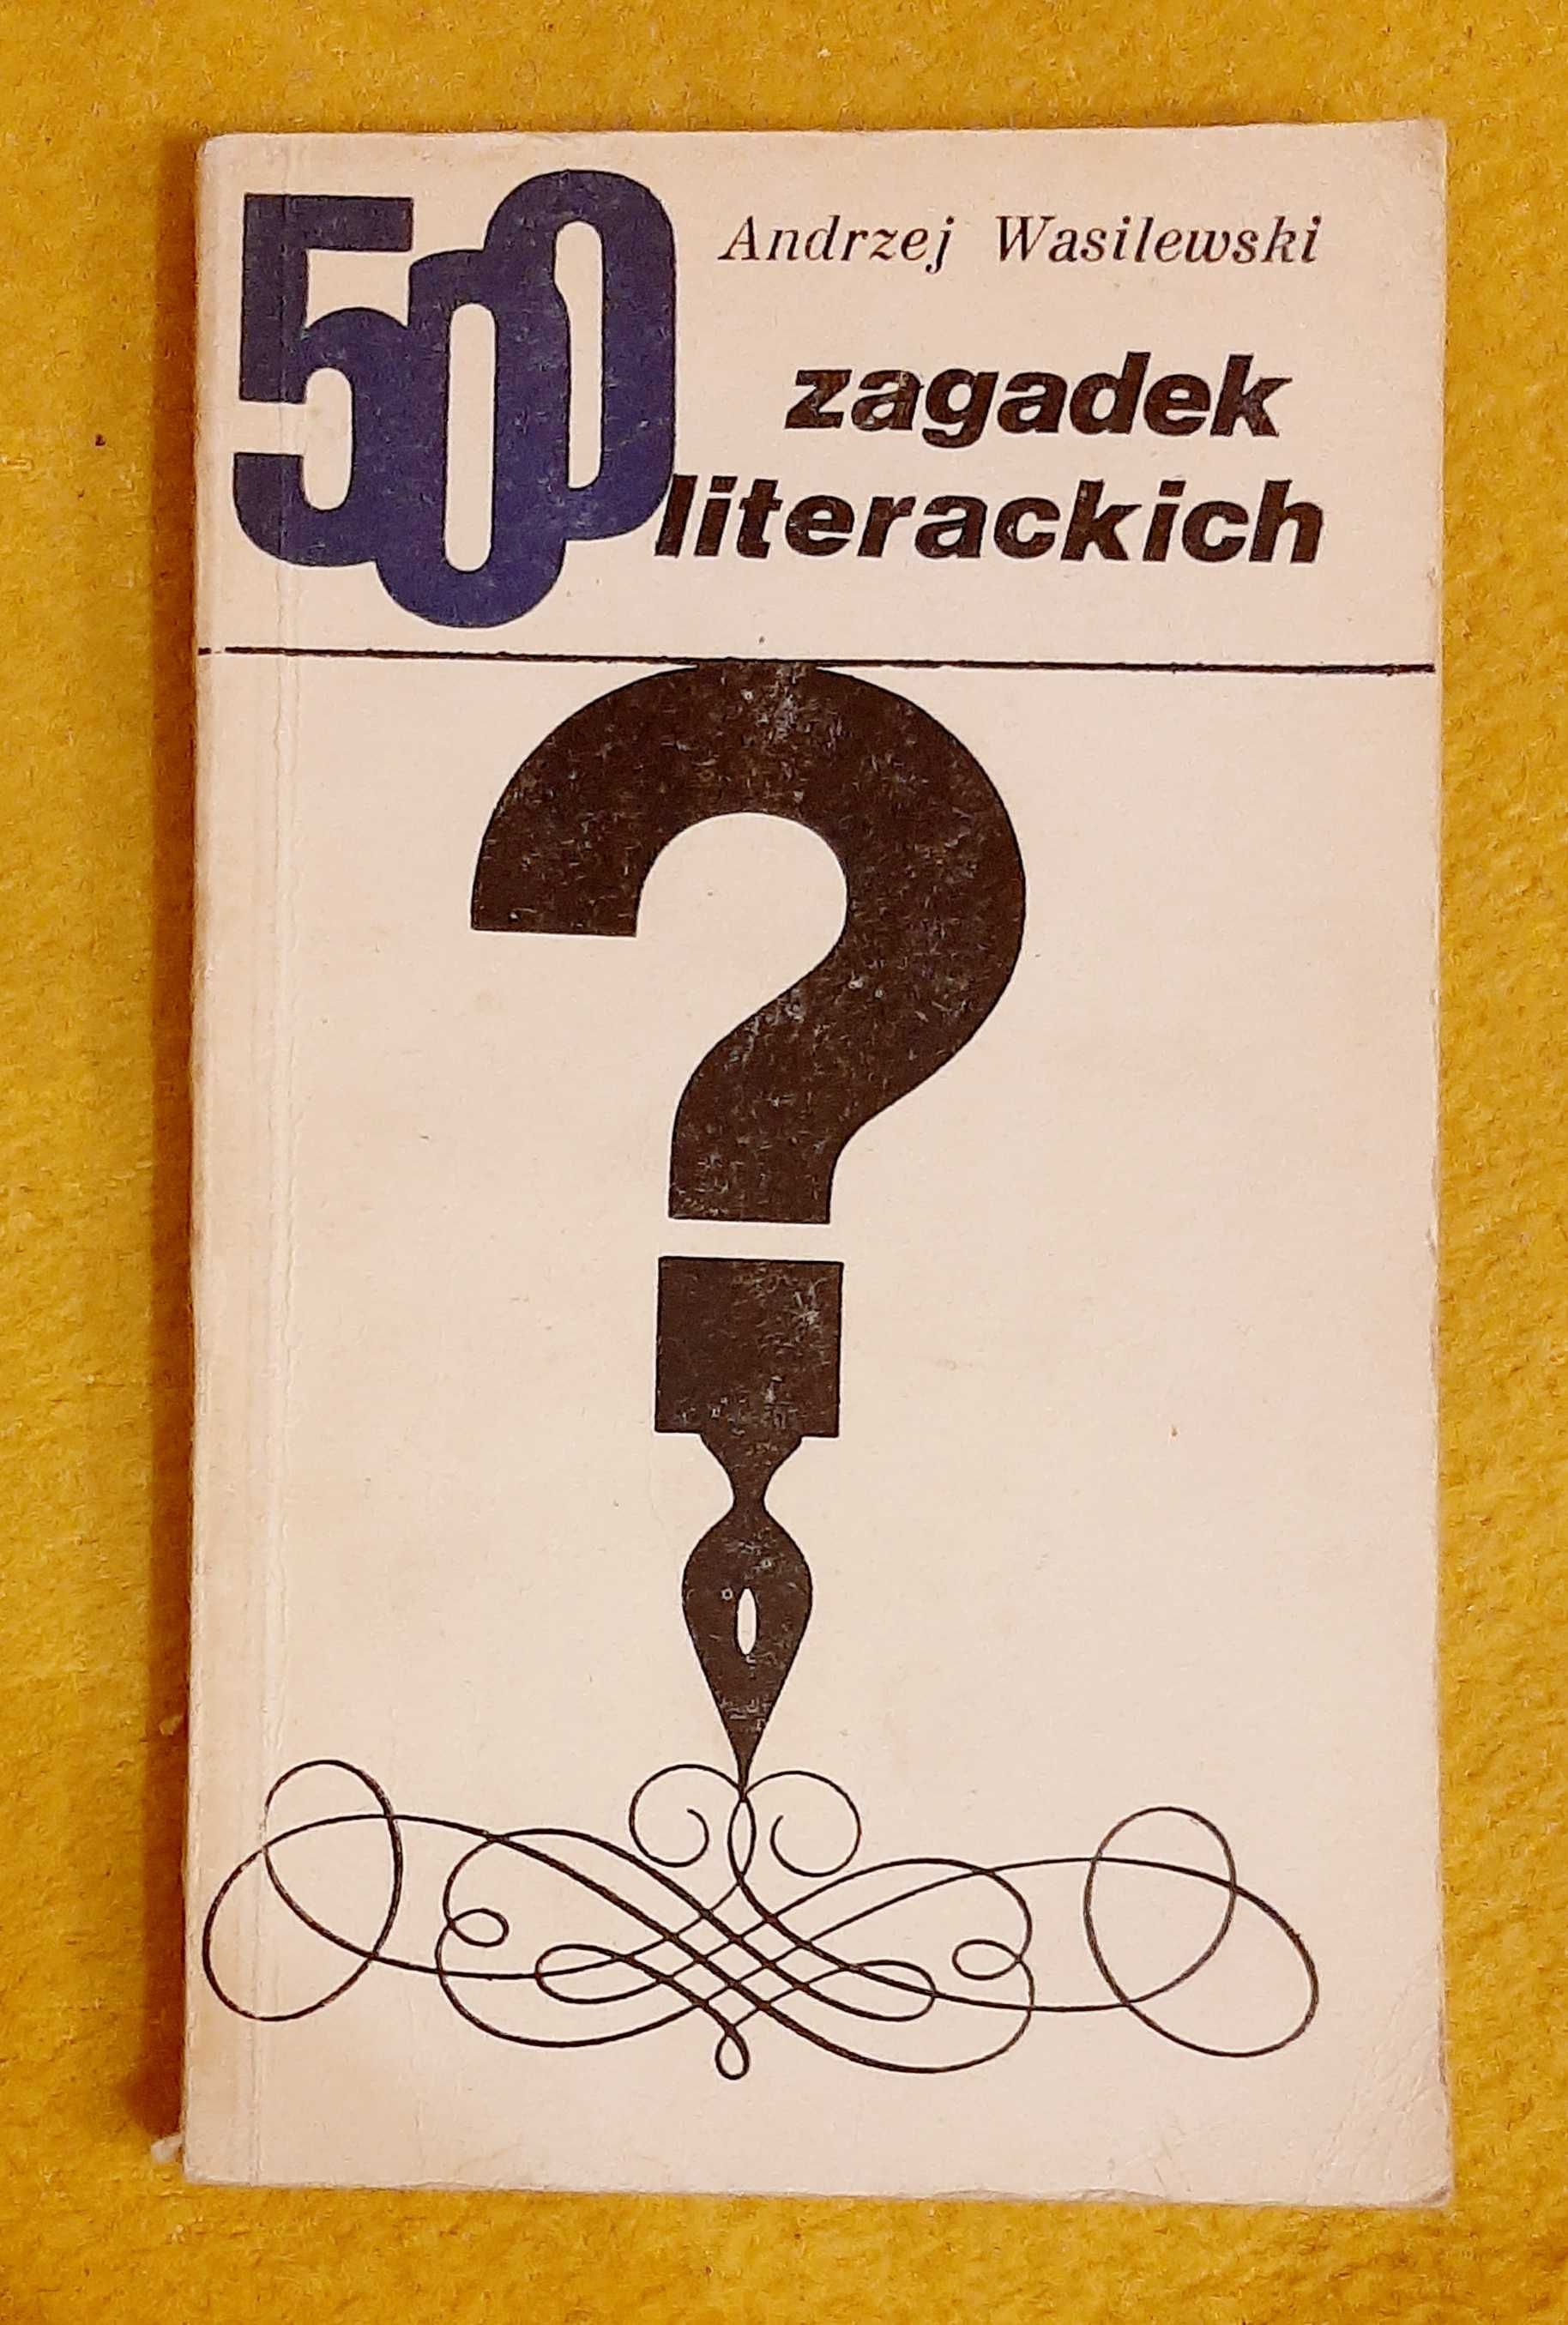 500
Andrzej Wasilewski
zagadek
literackich
?